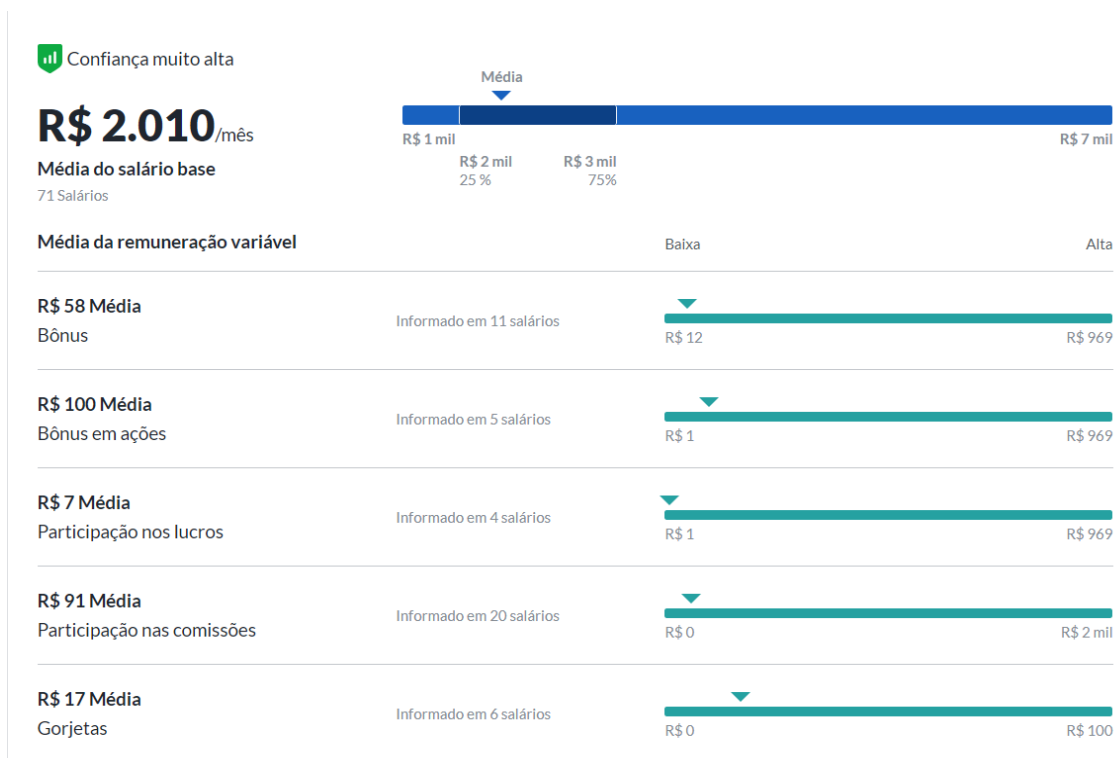 Confiança muito alta
R$ 2.010/mês
Média do salário base
71 Salários
Média
R$ 1 mil
R$ 7 mil
R$ 2 mil
25 %
R$ 3 mil
75%
Média da remuneração variável
Baixa
Alta
R$ 58 Média
Bônus
Informado em 11 salários
R$ 12
R$ 969
R$ 100 Média
Bônus em ações
Informado em 5 salários
R$ 1
R$ 969
R$ 7 Média
Participação nos lucros
Informado em 4 salários
R$ 1
R$ 969
R$ 91 Média
Participação nas comissões
Informado em 20 salários
R$ 0
R$ 2 mil
R$ 17 Média
Gorjetas
Informado em 6 salários
R$ 0
R$ 100